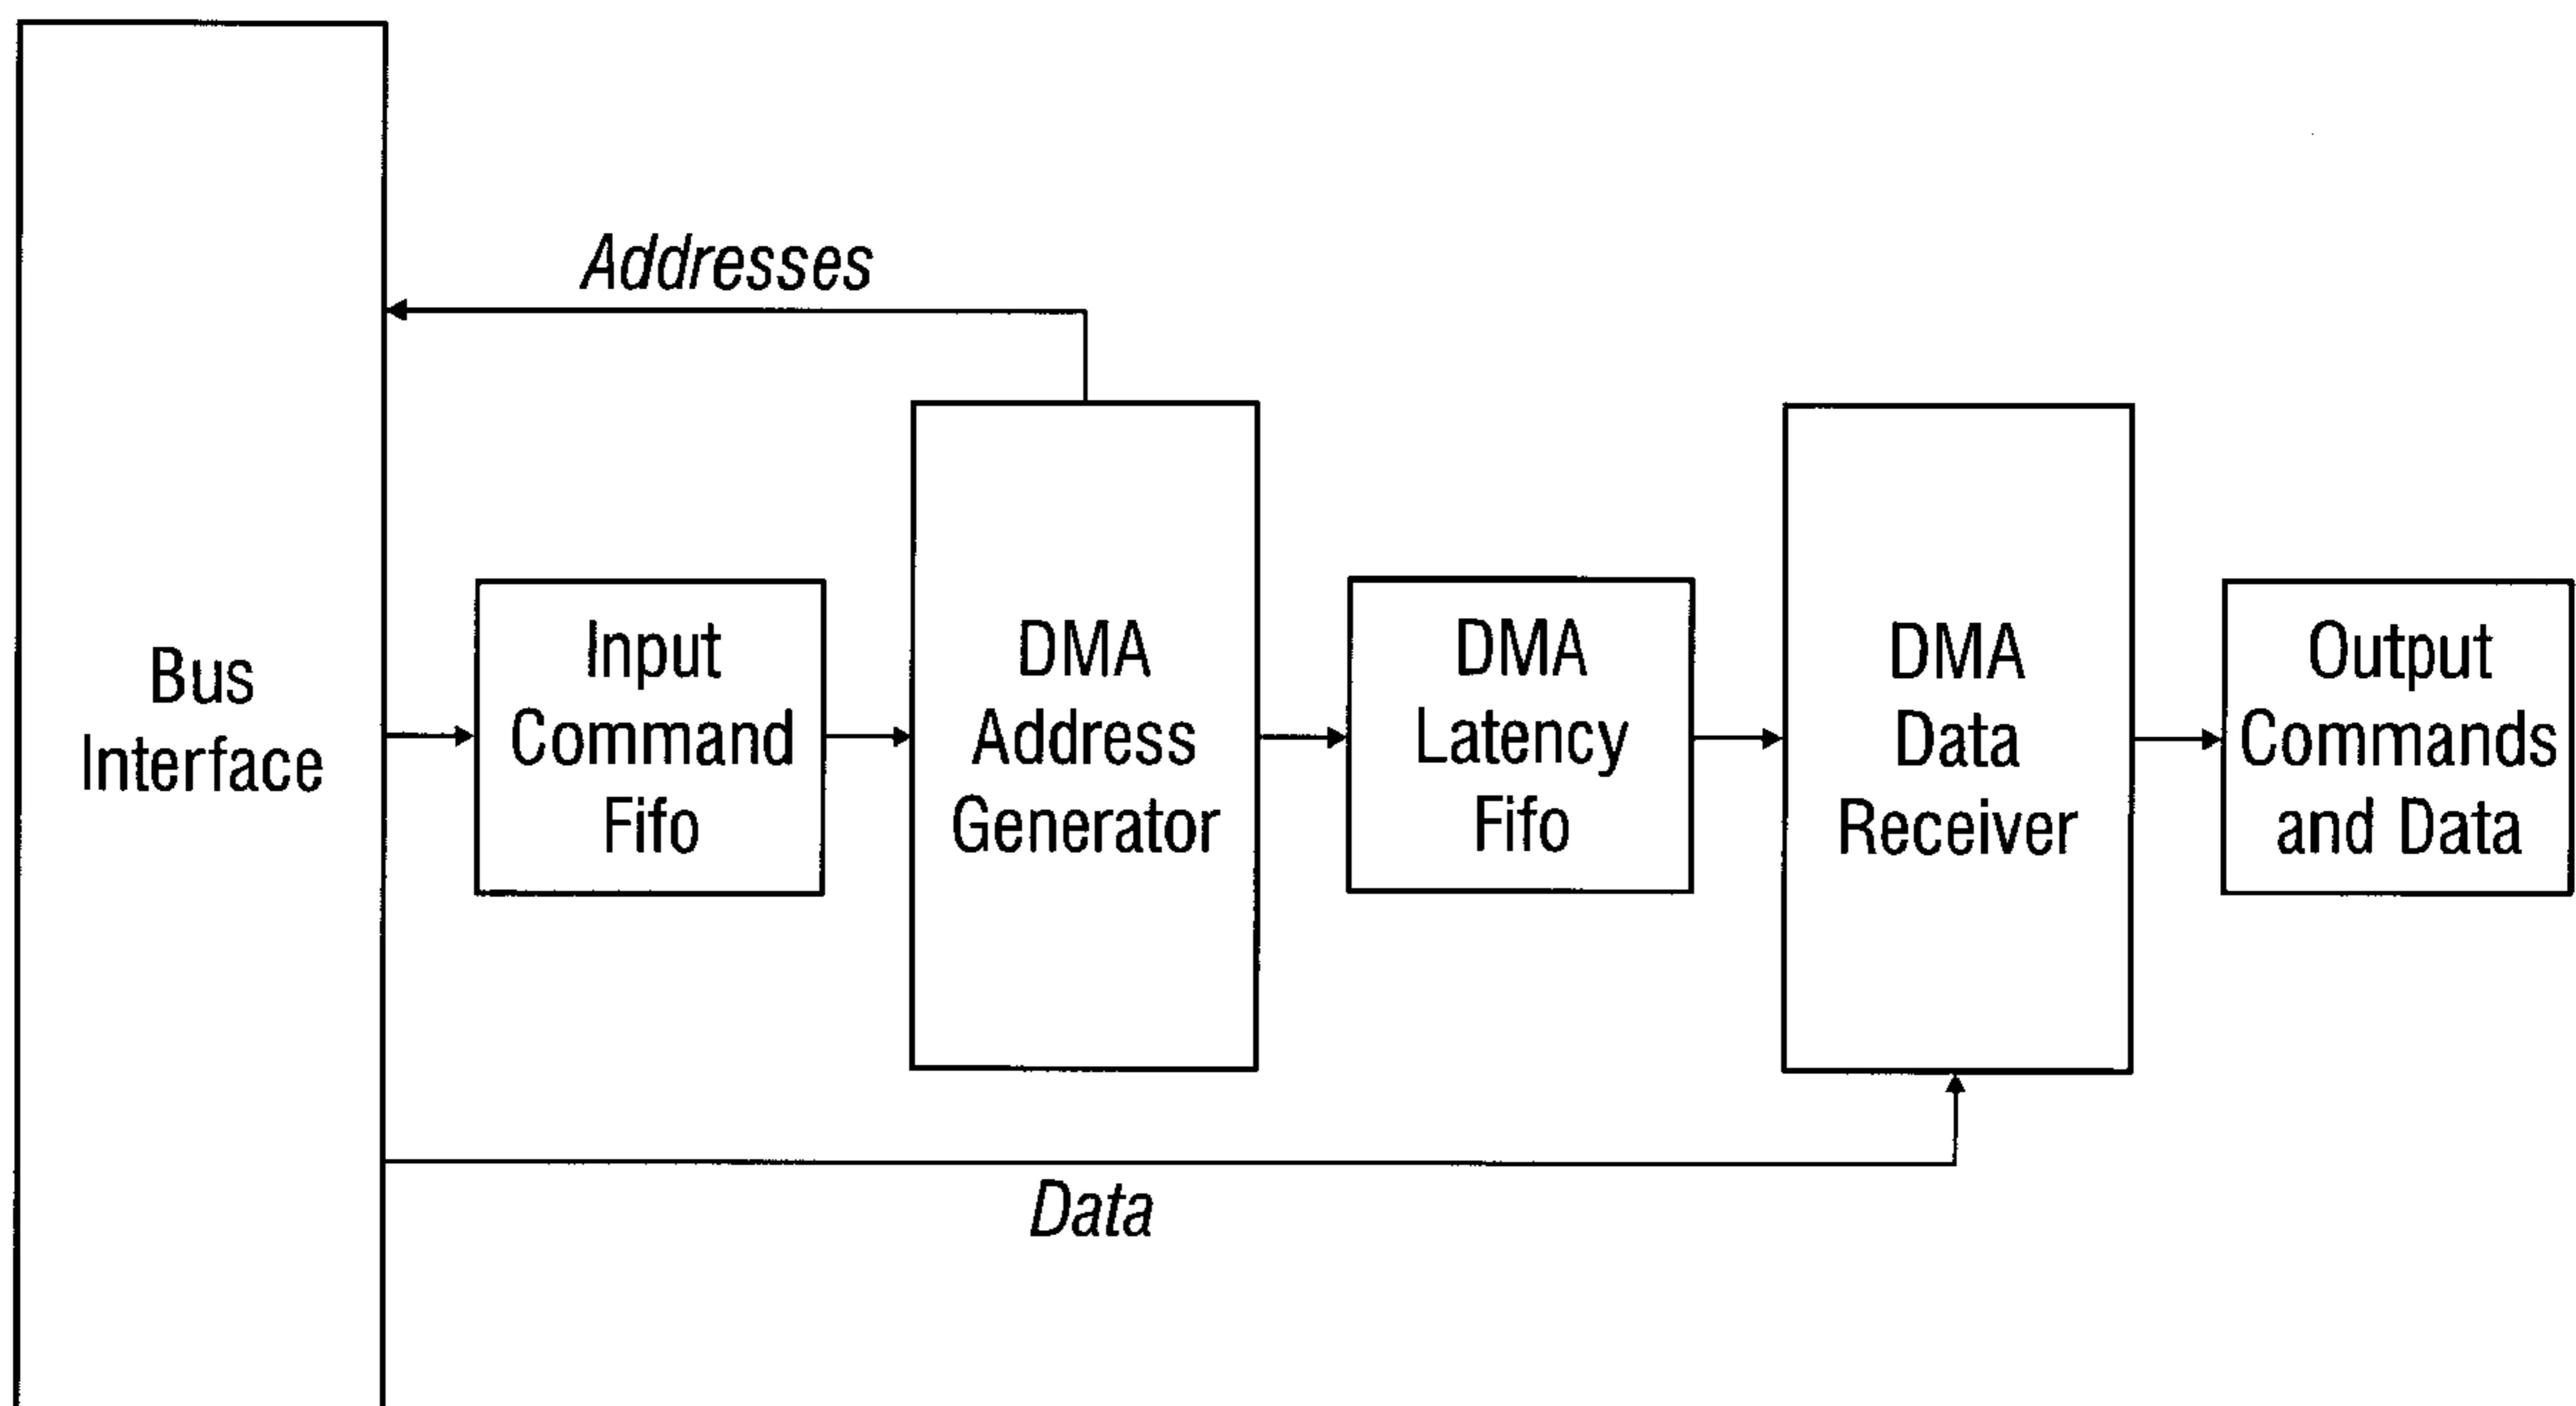 Addresses
Bus
Interface
Input
Command
Fifo
DMA
Address
Generator
DMA
Latency
Fifo
DMA
Data
Receiver
Output
Commands
and Data
Data